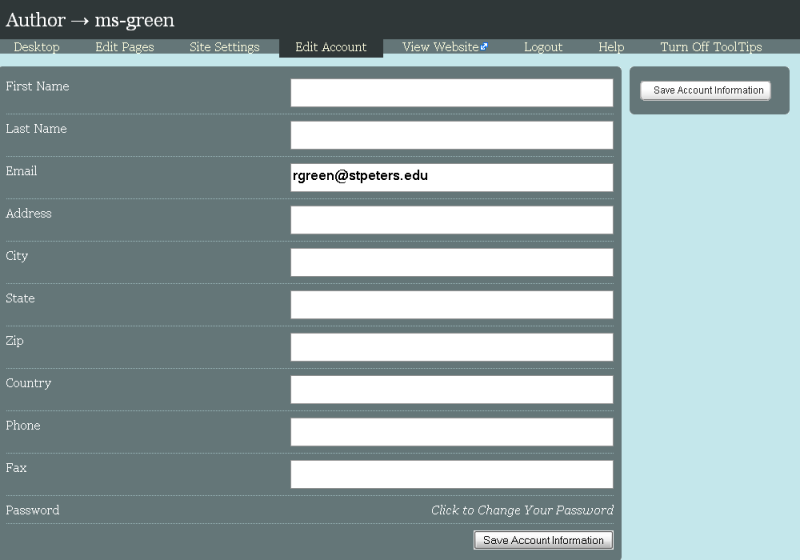 Author → ms-green
Desktop Edit Pages Site Settings Edit Account View Website Logout Help Turn Off ToolTips
First Name
Save Account Information
Last Name
Email rgreen@stpeters.edu
Address
City
State
Zip
Country
Phone
Fax
Password Click to Change Your Password
Save Account Information